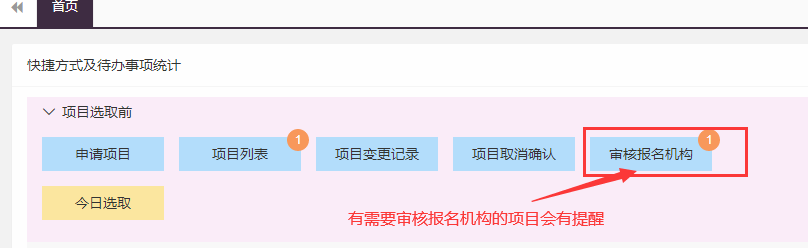 首页
快捷方式及待办事项统计
项目选取前
申请项目 项目列表 1 项目变更记录 项目取消确认 审核报名机构 1
今日选取
有需要审核报名机构的项目会有提醒